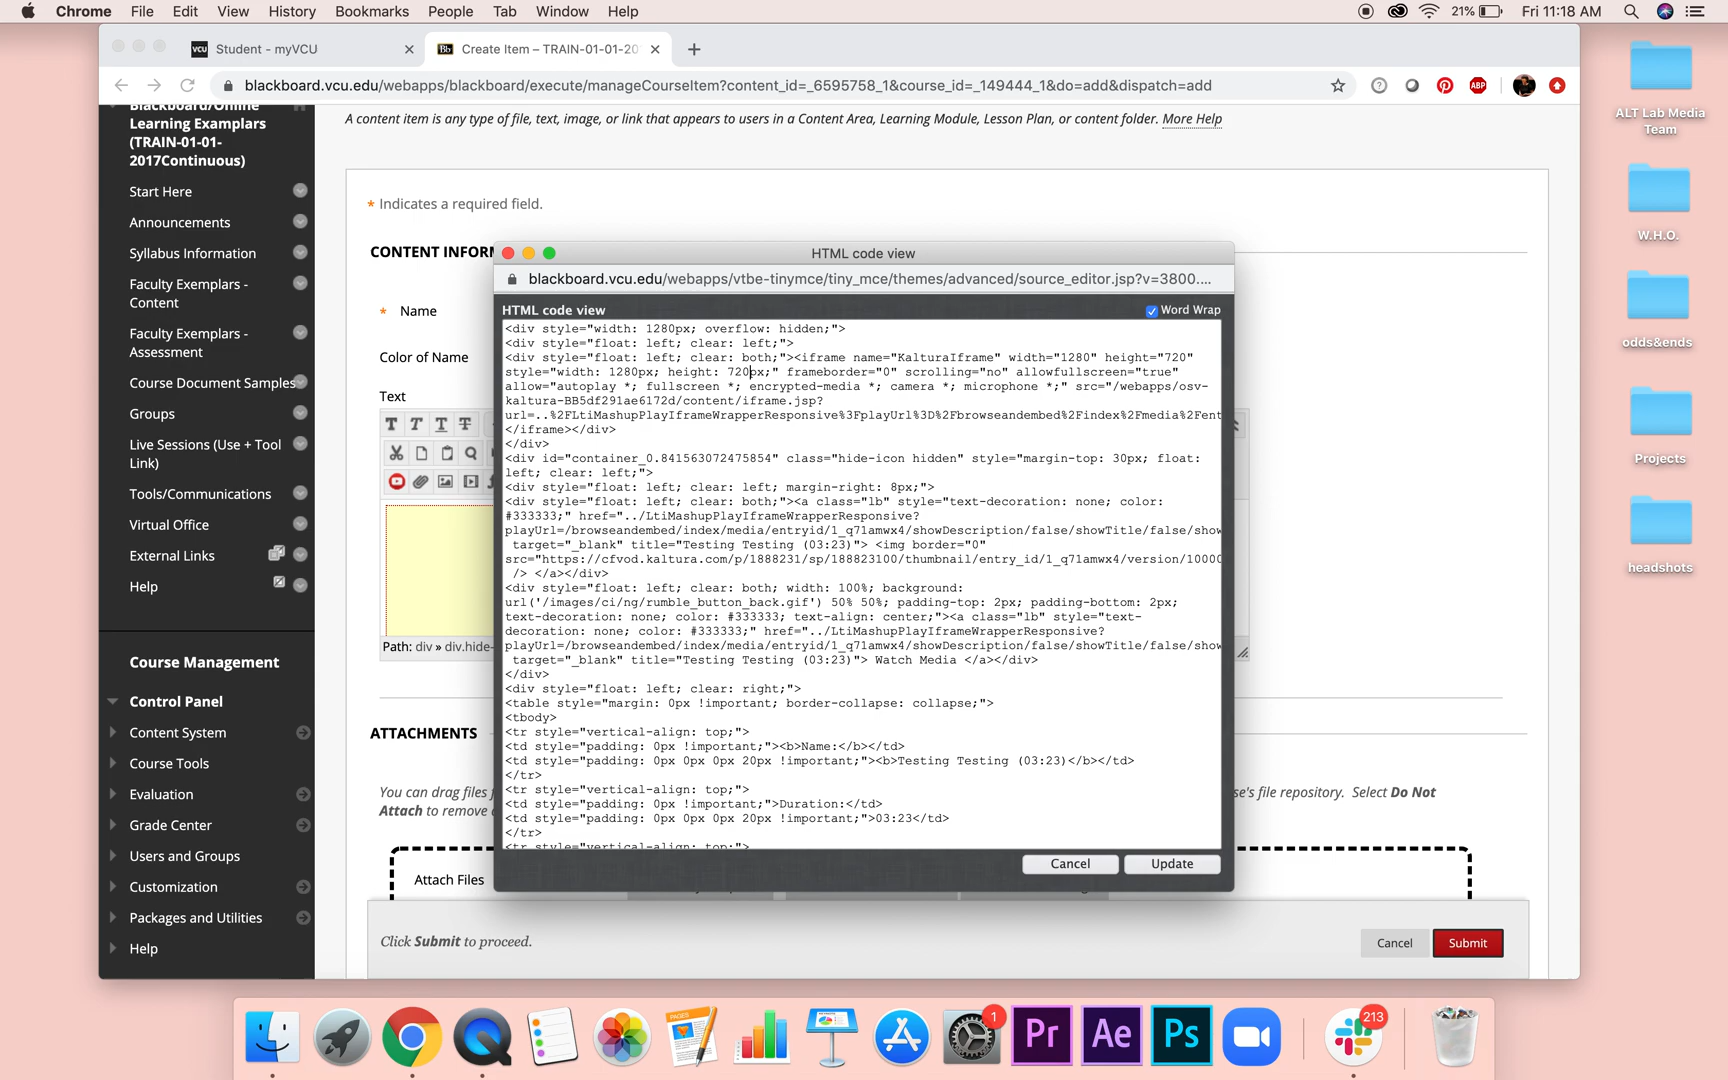 Chrome File Edit View History Bookmarks People Tab Window Help
21% Fri 11:18 AM
VCU Student - myVCU
Bb Create Item – TRAIN-01-01-20
blackboard.vcu.edu/webapps/blackboard/execute/manageCourseItem?content_id=_6595758_1&course_id=_149444_1&do=add&dispatch=add
ABP
Blackboard/Online
Learning Examplars
(TRAIN-01-01-
2017Continuous)
Start Here
Announcements
Syllabus Information
Faculty Exemplars -
Content
Faculty Exemplars -
Assessment
Course Document Samples
Groups
Live Sessions (Use + Tool
Link)
Tools/Communications
Virtual Office
External Links
Help
Course Management
Control Panel
Content System
Course Tools
Evaluation
Grade Center
Users and Groups
Customization
Packages and Utilities
Help
A content item is any type of file, text, image, or link that appears to users in a Content Area, Learning Module, Lesson Plan, or content folder. More Help
* Indicates a required field.
CONTENT INFOR
* Name
Color of Name
Text
Path: div » div.hide-
HTML code view
blackboard.vcu.edu/webapps/vtbe-tinymce/tiny_mce/themes/advanced/source_editor.jsp?v=3800....
HTML code view
Word Wrap
<div style="width: 1280px; overflow: hidden;">
<div style="float: left; clear: left;">
<div style="float: left; clear: both;"><iframe name="KalturaIframe" width="1280" height="720"
style="width: 1280px; height: 720px;" frameborder="0" scrolling="no" allowfullscreen="true"
allow="autoplay *; fullscreen *; encrypted-media *; camera *; microphone *;" src="/webapps/osv-
kaltura-BB5df291ae6172d/content/iframe.jsp?
url=..%2FLtiMashupPlayIframeWrapperResponsive%3FplayUrl%3D%2Fbrowseandembed%2Findex%2Fmedia%2Fent
</iframe></div>
</div>
<div id="container_0.841563072475854" class="hide-icon hidden" style="margin-top: 30px; float:
left; clear: left;">
<div style="float: left; clear: left; margin-right: 8px;">
<div style="float: left; clear: both;"><a class="lb" style="text-decoration: none; color:
#333333;" href="../LtiMashupPlayIframeWrapperResponsive?
playUrl=/browseandembed/index/media/entryid/1_q71amwx4/showDescription/false/showTitle/false/show
target="_blank" title="Testing Testing (03:23)"> <img border="0"
src="https://cfvod.kaltura.com/p/1888231/sp/188823100/thumbnail/entry_id/1_q71amwx4/version/10000
/> </a></div>
<div style="float: left; clear: both; width: 100%; background:
url('/images/ci/ng/rumble_button_back.gif') 50% 50%; padding-top: 2px; padding-bottom: 2px;
text-decoration: none; color: #333333; text-align: center;"><a class="lb" style="text-
decoration: none; color: #333333;" href="../LtiMashupPlayIframeWrapperResponsive?
playUrl=/browseandembed/index/media/entryid/1_q71amwx4/showDescription/false/showTitle/false/show
target="_blank" title="Testing Testing (03:23)"> Watch Media </a></div>
</div>
<div style="float: left; clear: right;">
<table style="margin: 0px !important; border-collapse: collapse;">
<tbody>
<tr style="vertical-align: top;">
<td style="padding: 0px !important;"><b>Name:</b></td>
<td style="padding: 0px 0px 0px 20px !important;"><b>Testing Testing (03:23)</b></td>
</tr>
<tr style="vertical-align: top;">
<td style="padding: 0px !important;">Duration:</td>
<td style="padding: 0px 0px 0px 20px !important;">03:23</td>
</tr>
<tr style="vertical-align: top;">
Cancel Update
ATTACHMENTS
You can drag files f
e's file repository. Select Do Not
Attach to remove
Attach Files
Click Submit to proceed.
Cancel Submit
ALT Lab Media
Team
W.H.O.
odds&ends
Projects
headshots
PAGES
1
Pr
Ae
Ps
213